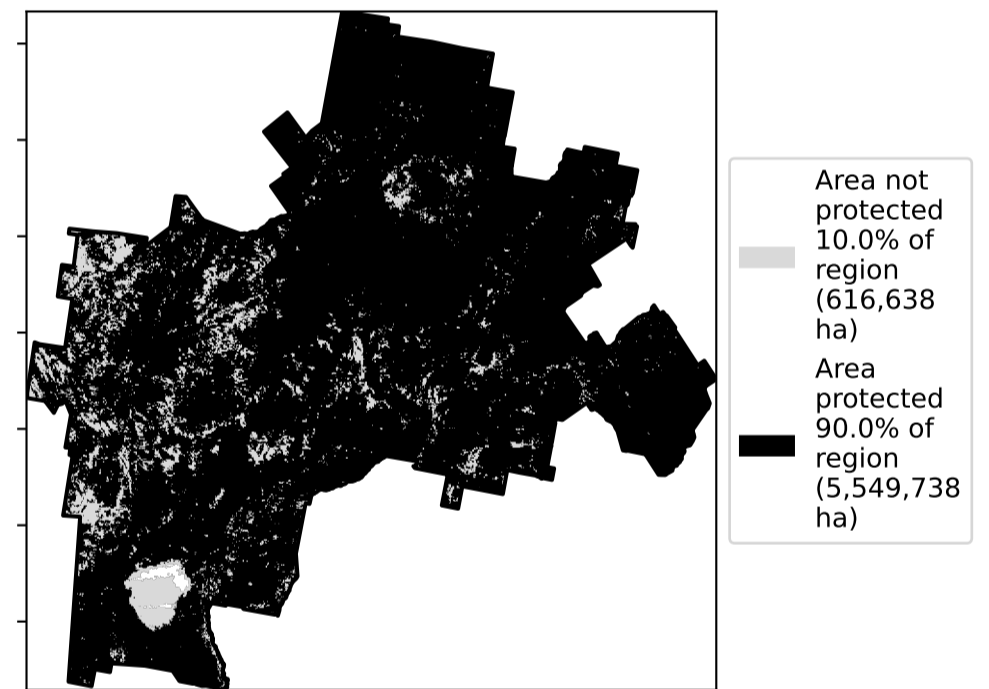 Area not
protected
10.0% of
region
(616,638
ha)
Area
protected
90.0% of
region
(5,549,738
ha)